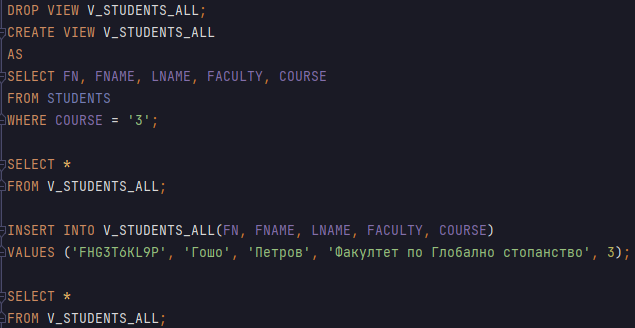 DROP VIEW V_STUDENTS_ALL;
CREATE VIEW V_STUDENTS_ALL
AS
SELECT FN, FNAME, LNAME, FACULTY, COURSE
FROM STUDENTS
WHERE COURSE = '3';
SELECT *
FROM V_STUDENTS_ALL;
INSERT INTO V_STUDENTS_ALL(FN, FNAME, LNAME, FACULTY, COURSE)
VALUES ('FHG3T6KL9P', 'Гошо', 'Петров', 'Факултет по Глобално стопанство', 3);
SELECT *
FROM V_STUDENTS_ALL;